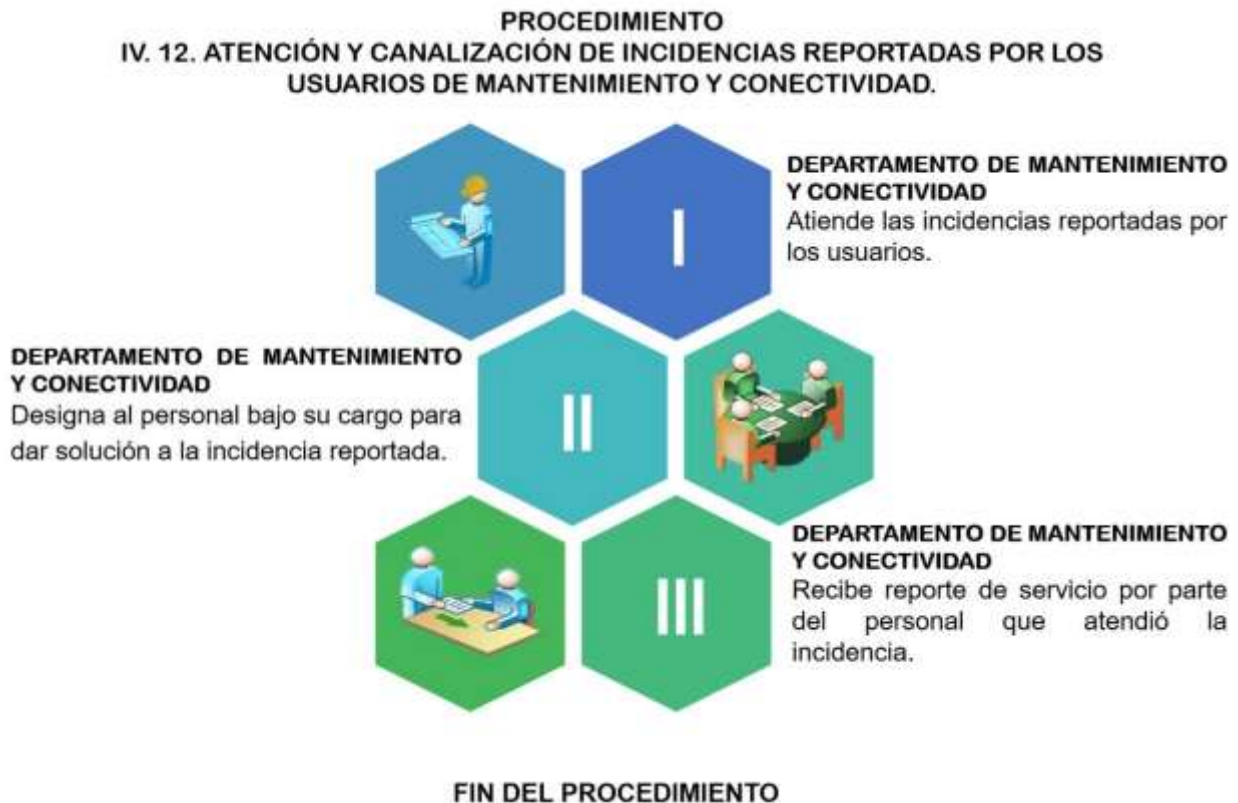 PROCEDIMIENTO
IV. 12. ATENCIÓN Y CANALIZACIÓN DE INCIDENCIAS REPORTADAS POR LOS
USUARIOS DE MANTENIMIENTO Y CONECTIVIDAD.
I
DEPARTAMENTO DE MANTENIMIENTO
Y CONECTIVIDAD
Atiende las incidencias reportadas por
los usuarios.
DEPARTAMENTO DE MANTENIMIENTO
Y CONECTIVIDAD
Designa al personal bajo su cargo para
dar solución a la incidencia reportada.
II
III
DEPARTAMENTO DE MANTENIMIENTO
Y CONECTIVIDAD
Recibe reporte de servicio por parte
del personal que atendió la
incidencia.
FIN DEL PROCEDIMIENTO